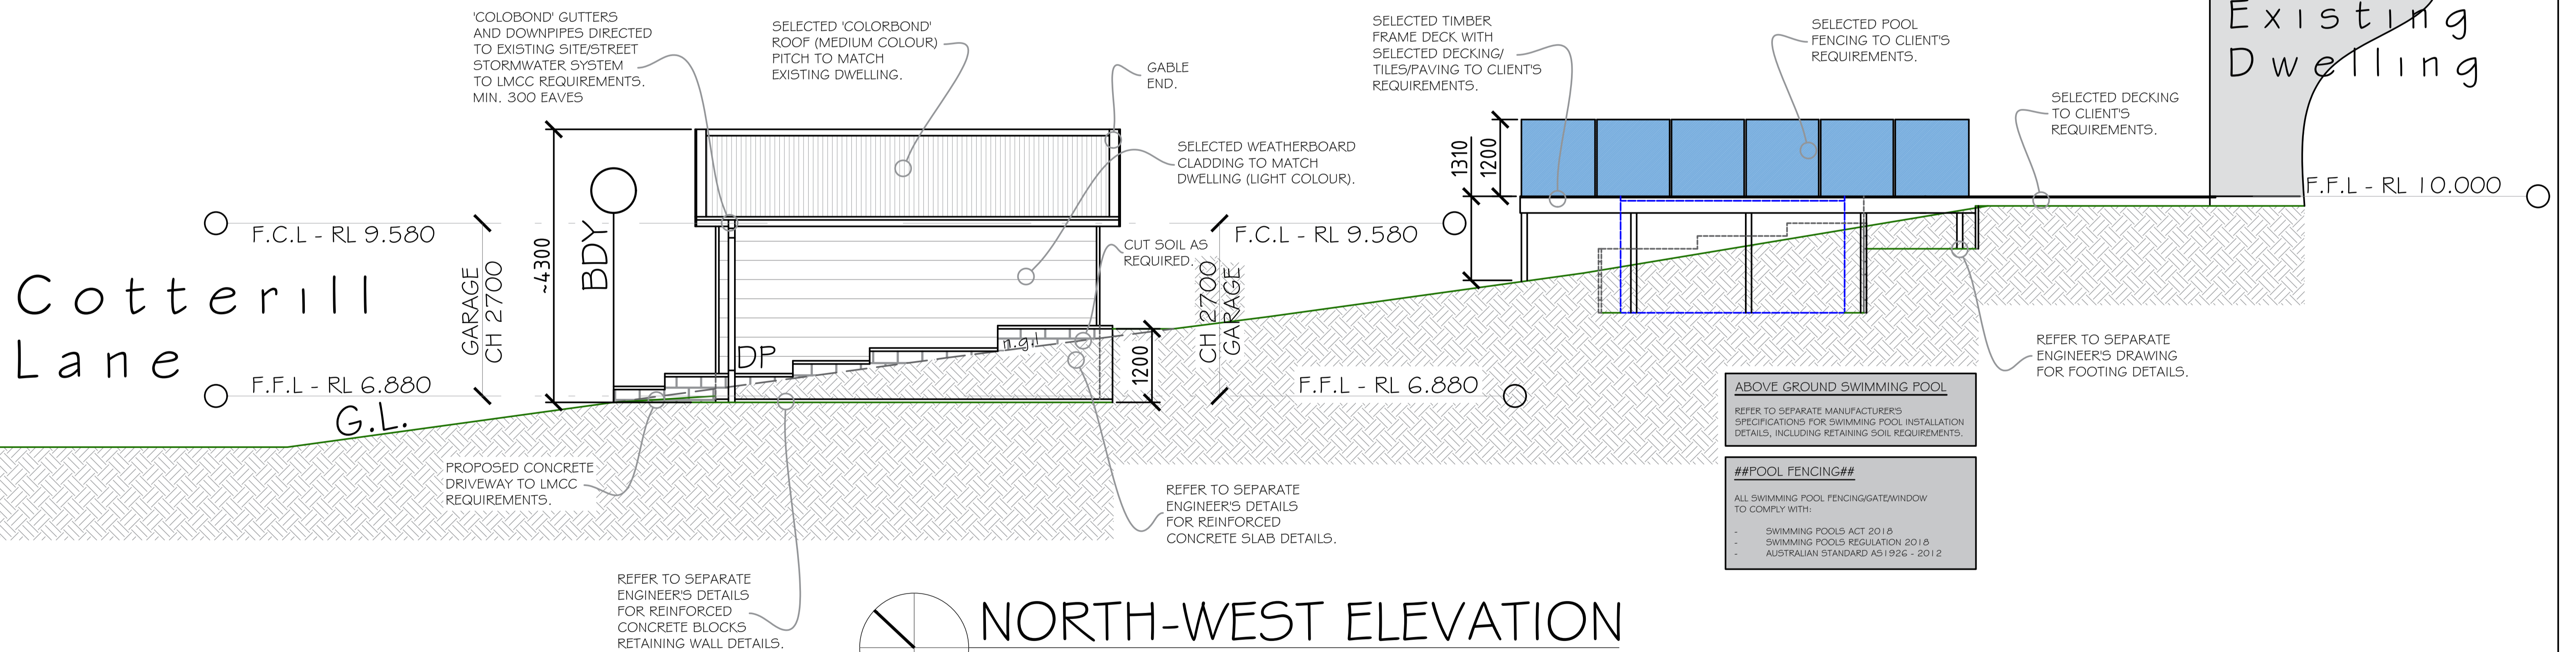 'COLOBOND' GUTTERS
AND DOWNPIPES DIRECTED
TO EXISTING SITE/STREET
STORMWATER SYSTEM
TO LMCC REQUIREMENTS.
MIN. 300 EAVES
SELECTED 'COLORBOND'
ROOF (MEDIUM COLOUR)
PITCH TO MATCH
EXISTING DWELLING.
GABLE
END.
SELECTED WEATHERBOARD
CLADDING TO MATCH
DWELLING (LIGHT COLOUR).
SELECTED TIMBER
FRAME DECK WITH
SELECTED DECKING/
TILES/PAVING TO CLIENT'S
REQUIREMENTS.
SELECTED POOL
FENCING TO CLIENT'S
REQUIREMENTS.
SELECTED DECKING
TO CLIENT'S
REQUIREMENTS.
Existing
Dwelling
F.F.L - RL 10.000
1310
1200
F.C.L - RL 9.580
GARAGE
CH 2700
~4300
BDY
CUT SOIL AS
REQUIRED.
F.C.L - RL 9.580
CH 2700
GARAGE
Cotterill
Lane
F.F.L - RL 6.880
G.L.
DP
n.g.l
1200
F.F.L - RL 6.880
REFER TO SEPARATE
ENGINEER'S DRAWING
FOR FOOTING DETAILS.
ABOVE GROUND SWIMMING POOL
REFER TO SEPARATE MANUFACTURER'S
SPECIFICATIONS FOR SWIMMING POOL INSTALLATION
DETAILS, INCLUDING RETAINING SOIL REQUIREMENTS.
##POOL FENCING##
ALL SWIMMING POOL FENCING/GATE/WINDOW
TO COMPLY WITH:
- SWIMMING POOLS ACT 2018
- SWIMMING POOLS REGULATION 2018
- AUSTRALIAN STANDARD AS1926 - 2012
PROPOSED CONCRETE
DRIVEWAY TO LMCC
REQUIREMENTS.
REFER TO SEPARATE
ENGINEER'S DETAILS
FOR REINFORCED
CONCRETE SLAB DETAILS.
REFER TO SEPARATE
ENGINEER'S DETAILS
FOR REINFORCED
CONCRETE BLOCKS
RETAINING WALL DETAILS.
NORTH-WEST ELEVATION